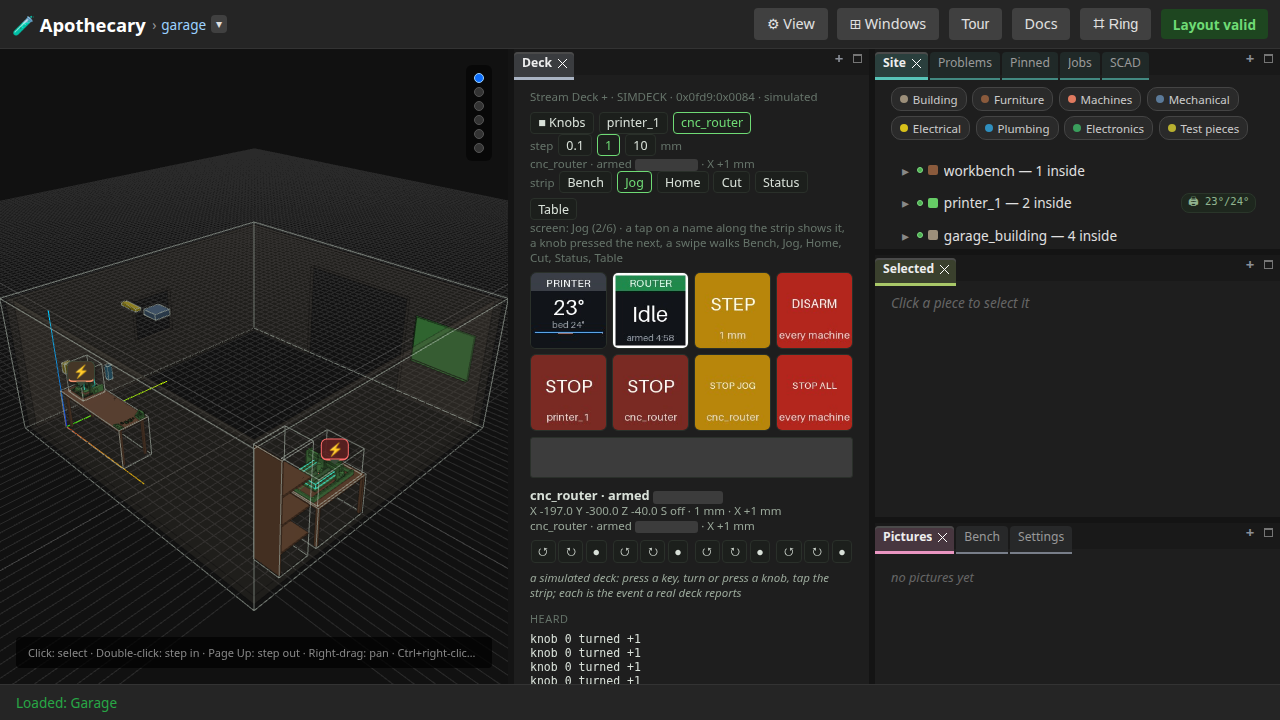 Apothecary › garage ▾
⚙ View
⊞ Windows
Tour
Docs
⌗ Ring
Layout valid
Click: select · Double-click: step in · Page Up: step out · Right-drag: pan · Ctrl+right-clic…
Deck
Stream Deck + · SIMDECK · 0x0fd9:0x0084 · simulated
■ Knobs printer_1 cnc_router
step 0.1 1 10 mm
cnc_router · armed · X +1 mm
strip Bench Jog Home Cut Status
Table
screen: Jog (2/6) · a tap on a name along the strip shows it,
a knob pressed the next, a swipe walks Bench, Jog, Home,
Cut, Status, Table
PRINTER
23°
bed 24°
ROUTER
Idle
armed 4:58
STEP
1 mm
DISARM
every machine
STOP
printer_1
STOP
cnc_router
STOP JOG
cnc_router
STOP ALL
every machine
cnc_router · armed
X -197.0 Y -300.0 Z -40.0 S off · 1 mm · X +1 mm
cnc_router · armed · X +1 mm
a simulated deck: press a key, turn or press a knob, tap the
strip; each is the event a real deck reports
HEARD
knob 0 turned +1
knob 0 turned +1
knob 0 turned +1
knob 0 turned +1
Site Problems Pinned Jobs SCAD
Building Furniture Machines Mechanical
Electrical Plumbing Electronics Test pieces
workbench — 1 inside
printer_1 — 2 inside 23°/24°
garage_building — 4 inside
Selected
Click a piece to select it
Pictures Bench Settings
no pictures yet
Loaded: Garage